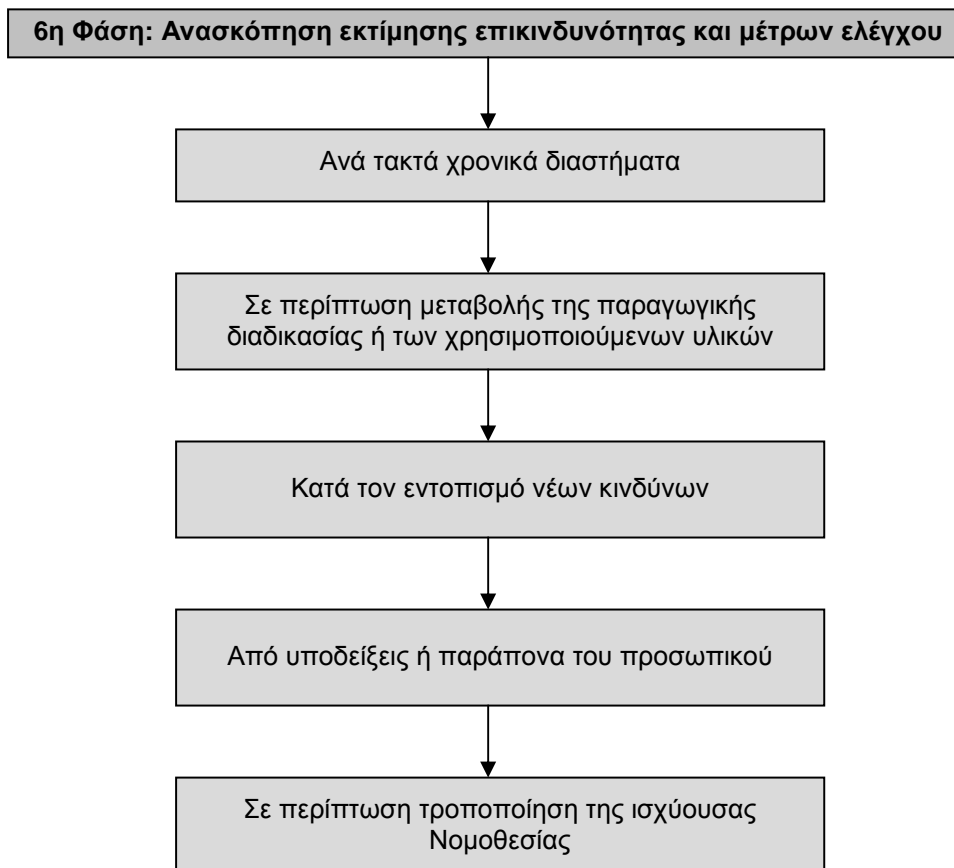 6η Φάση: Ανασκόπηση εκτίμησης επικινδυνότητας και μέτρων ελέγχου
Ανά τακτά χρονικά διαστήματα
Σε περίπτωση μεταβολής της παραγωγικής
διαδικασίας ή των χρησιμοποιούμενων υλικών
Κατά τον εντοπισμό νέων κινδύνων
Από υποδείξεις ή παράπονα του προσωπικού
Σε περίπτωση τροποποίηση της ισχύουσας
Νομοθεσίας